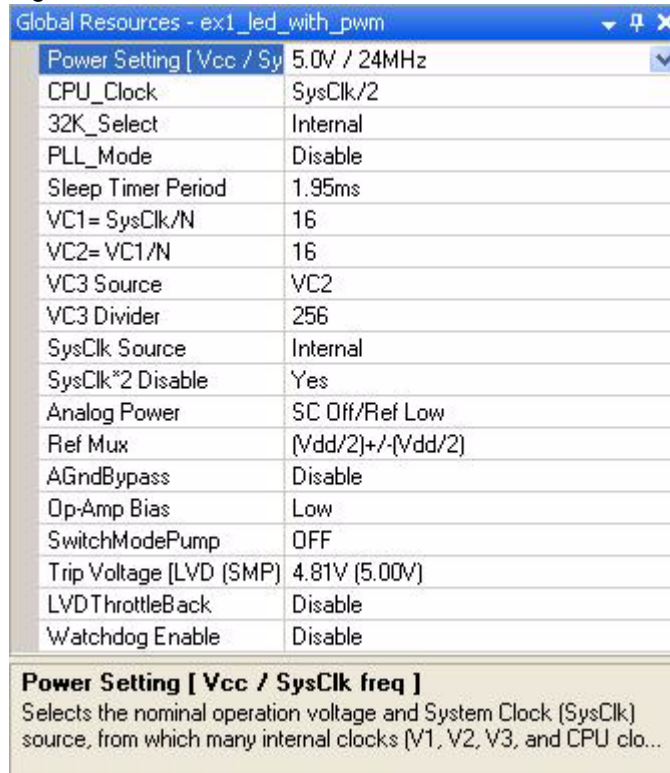 Global Resources - ex1_led_with_pwm
Power Setting [ Vcc / Sy 5.0V / 24MHz
CPU_Clock SysClk/2
32K_Select Internal
PLL_Mode Disable
Sleep Timer Period 1.95ms
VC1= SysClk/N 16
VC2= VC1/N 16
VC3 Source VC2
VC3 Divider 256
SysClk Source Internal
SysClk*2 Disable Yes
Analog Power SC Off/Ref Low
Ref Mux (Vdd/2)+/-(Vdd/2)
AGndBypass Disable
Op-Amp Bias Low
SwitchModePump OFF
Trip Voltage [LVD (SMP) 4.81V (5.00V)
LVDThrottleBack Disable
Watchdog Enable Disable
Power Setting [ Vcc / SysClk freq ]
Selects the nominal operation voltage and System Clock (SysClk)
source, from which many internal clocks (V1, V2, V3, and CPU clo...